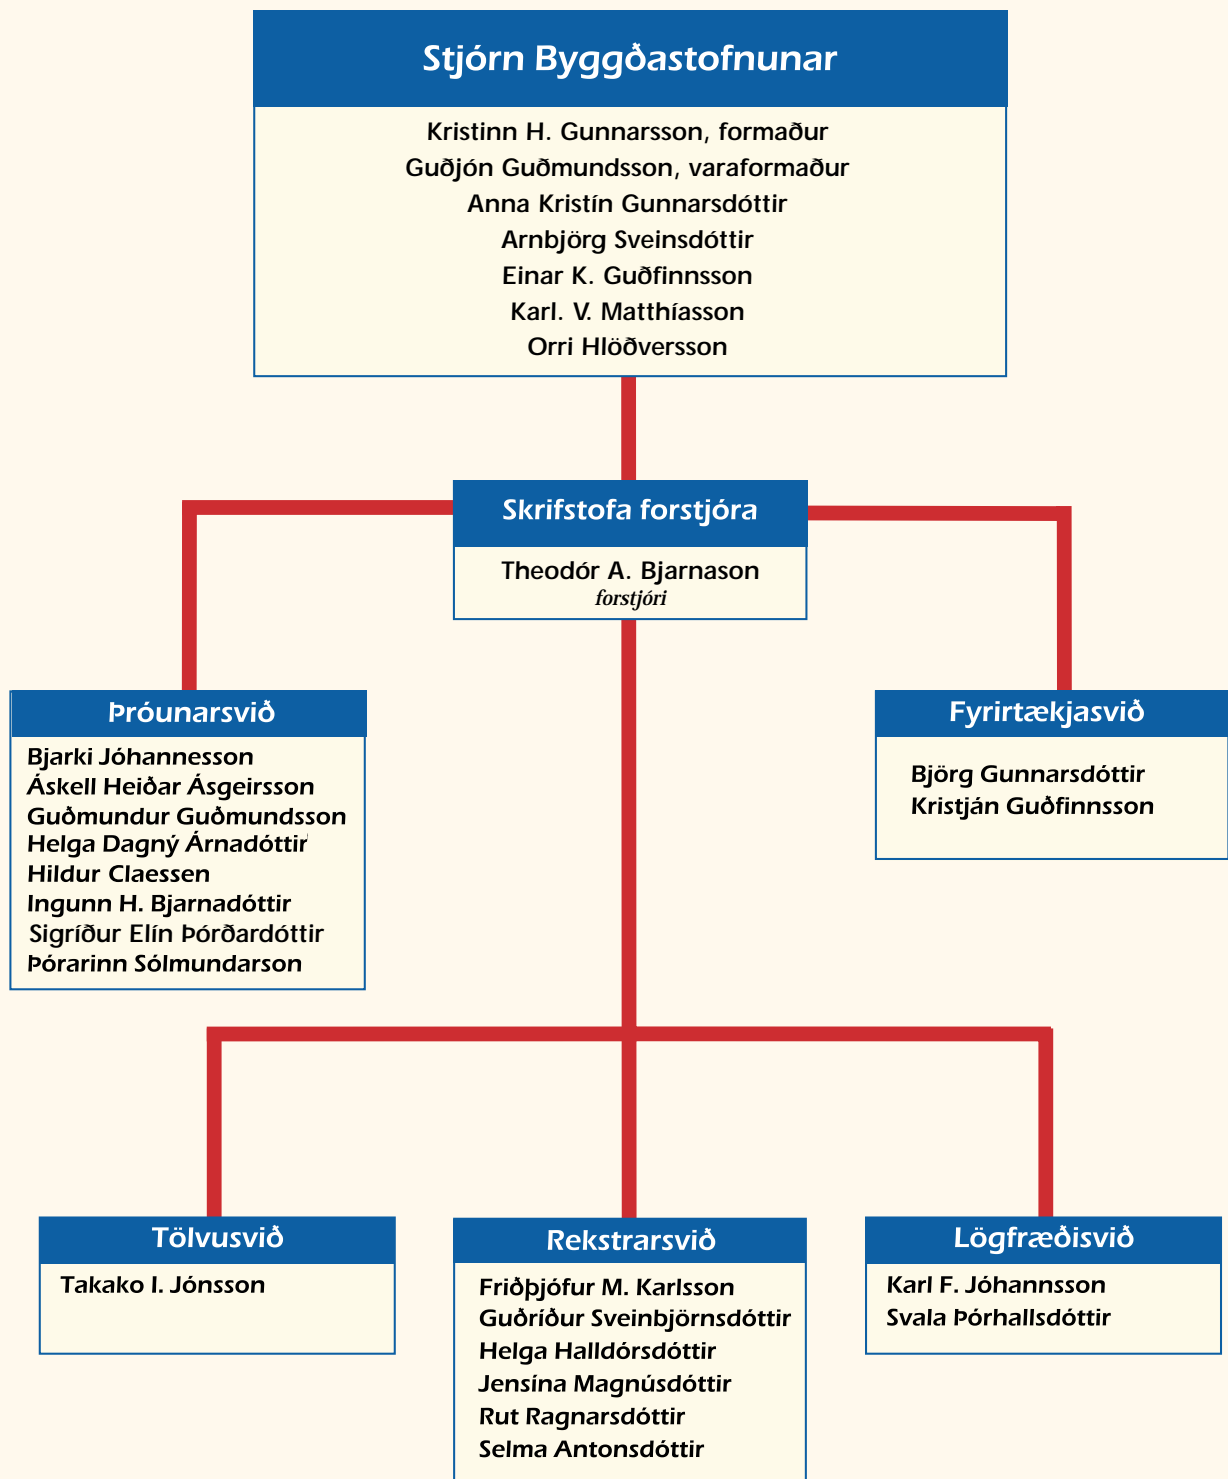 Stjórn Byggðastofnunar
Kristinn H. Gunnarsson, formaður
Guðjón Guðmundsson, varaformaður
Anna Kristín Gunnarsdóttir
Arnbjörg Sveinsdóttir
Einar K. Guðfinnsson
Karl. V. Matthíasson
Orri Hlöðversson
Skrifstofa forstjóra
Theodór A. Bjarnason
forstjóri
Þróunarsvið
Bjarki Jóhannesson
Áskell Heiðar Ásgeirsson
Guðmundur Guðmundsson
Helga Dagný Árnadóttir
Hildur Claessen
Ingunn H. Bjarnadóttir
Sigríður Elín Þórðardóttir
Þórarinn Sólmundarson
Fyrirtækjasvið
Björg Gunnarsdóttir
Kristján Guðfinnsson
Tölvusvið
Takako I. Jónsson
Rekstrarsvið
Friðþjófur M. Karlsson
Guðríður Sveinbjörnsdóttir
Helga Halldórsdóttir
Jensína Magnúsdóttir
Rut Ragnarsdóttir
Selma Antonsdóttir
Lögfræðisvið
Karl F. Jóhannsson
Svala Þórhallsdóttir